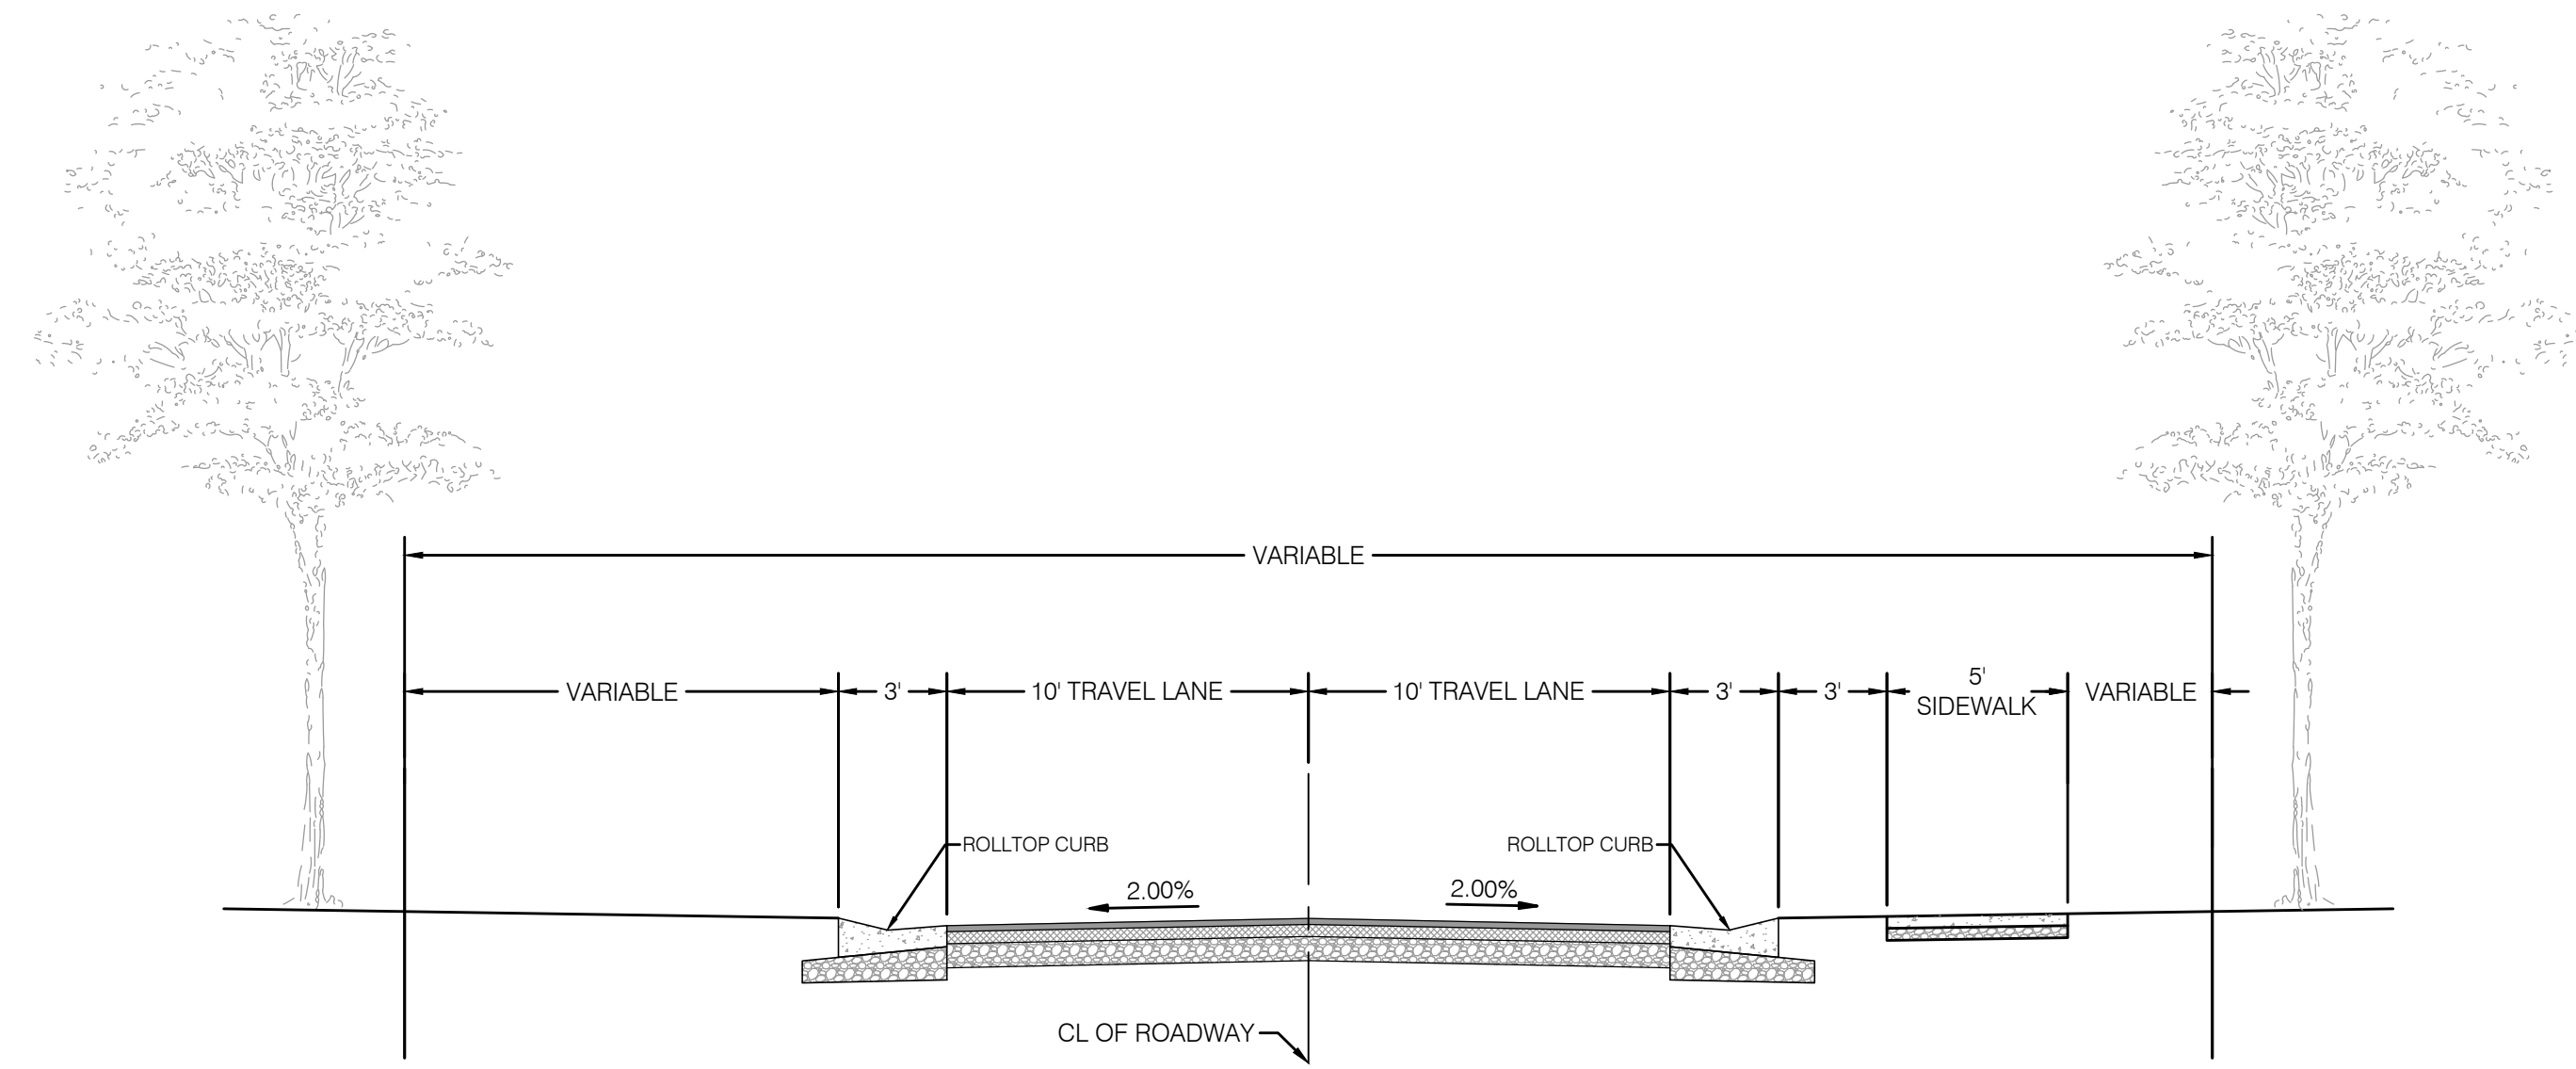 VARIABLE
VARIABLE 3' 10' TRAVEL LANE 10' TRAVEL LANE 3' 3' 5' VARIABLE
SIDEWALK
ROLLTOP CURB ROLLTOP CURB
2.00% 2.00%
CL OF ROADWAY